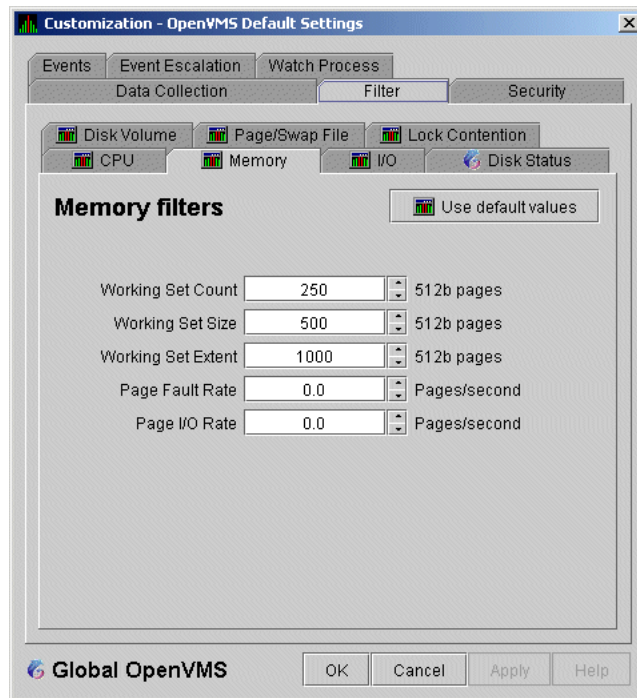 Customization - OpenVMS Default Settings
Events Event Escalation Watch Process
Data Collection Filter Security
Disk Volume Page/Swap File Lock Contention
CPU Memory I/O Disk Status
Memory filters Use default values
Working Set Count 250 512b pages
Working Set Size 500 512b pages
Working Set Extent 1000 512b pages
Page Fault Rate 0.0 Pages/second
Page I/O Rate 0.0 Pages/second
Global OpenVMS OK Cancel Apply Help